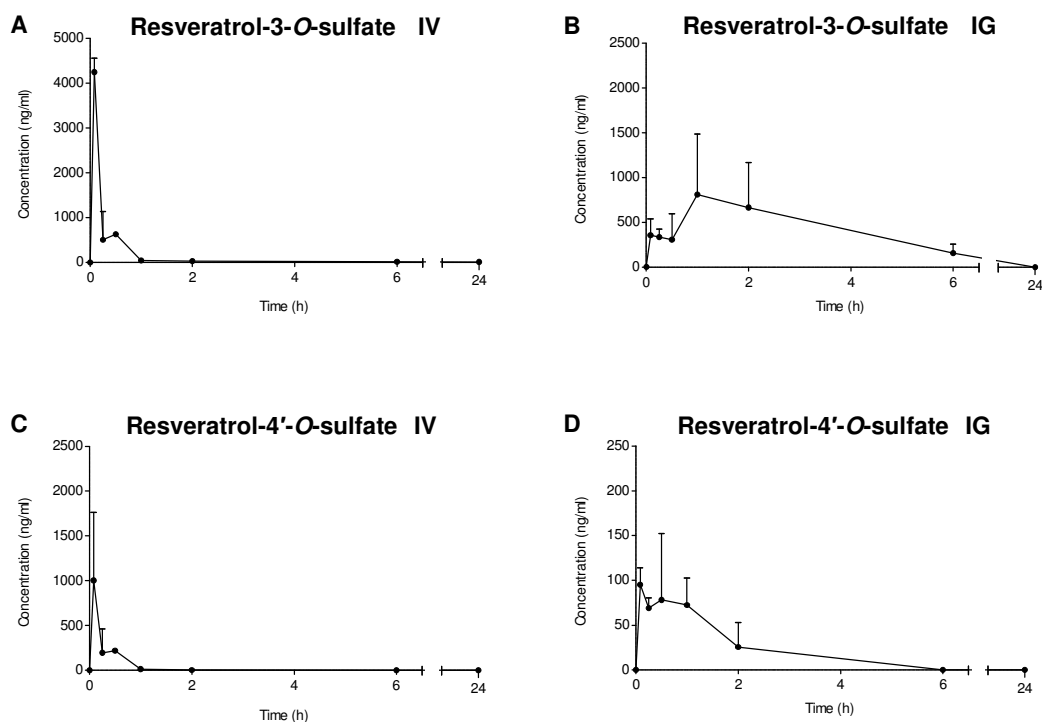 A
Resveratrol-3-O-sulfate IV
5000
4000
3000
2000
1000
0
Concentration (ng/ml)
0 2 4 6 24
Time (h)
B
Resveratrol-3-O-sulfate IG
2500
2000
1500
1000
500
0
Concentration (ng/ml)
0 2 4 6 24
Time (h)
C
Resveratrol-4'-O-sulfate IV
2500
2000
1500
1000
500
0
Concentration (ng/ml)
0 2 4 6 24
Time (h)
D
Resveratrol-4'-O-sulfate IG
250
200
150
100
50
0
Concentration (ng/ml)
0 2 4 6 24
Time (h)